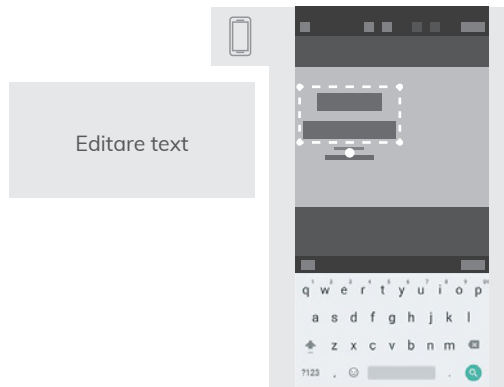 Editare text
q w e r t y u i o p
a s d f g h j k l
z x c v b n m
?123 , .